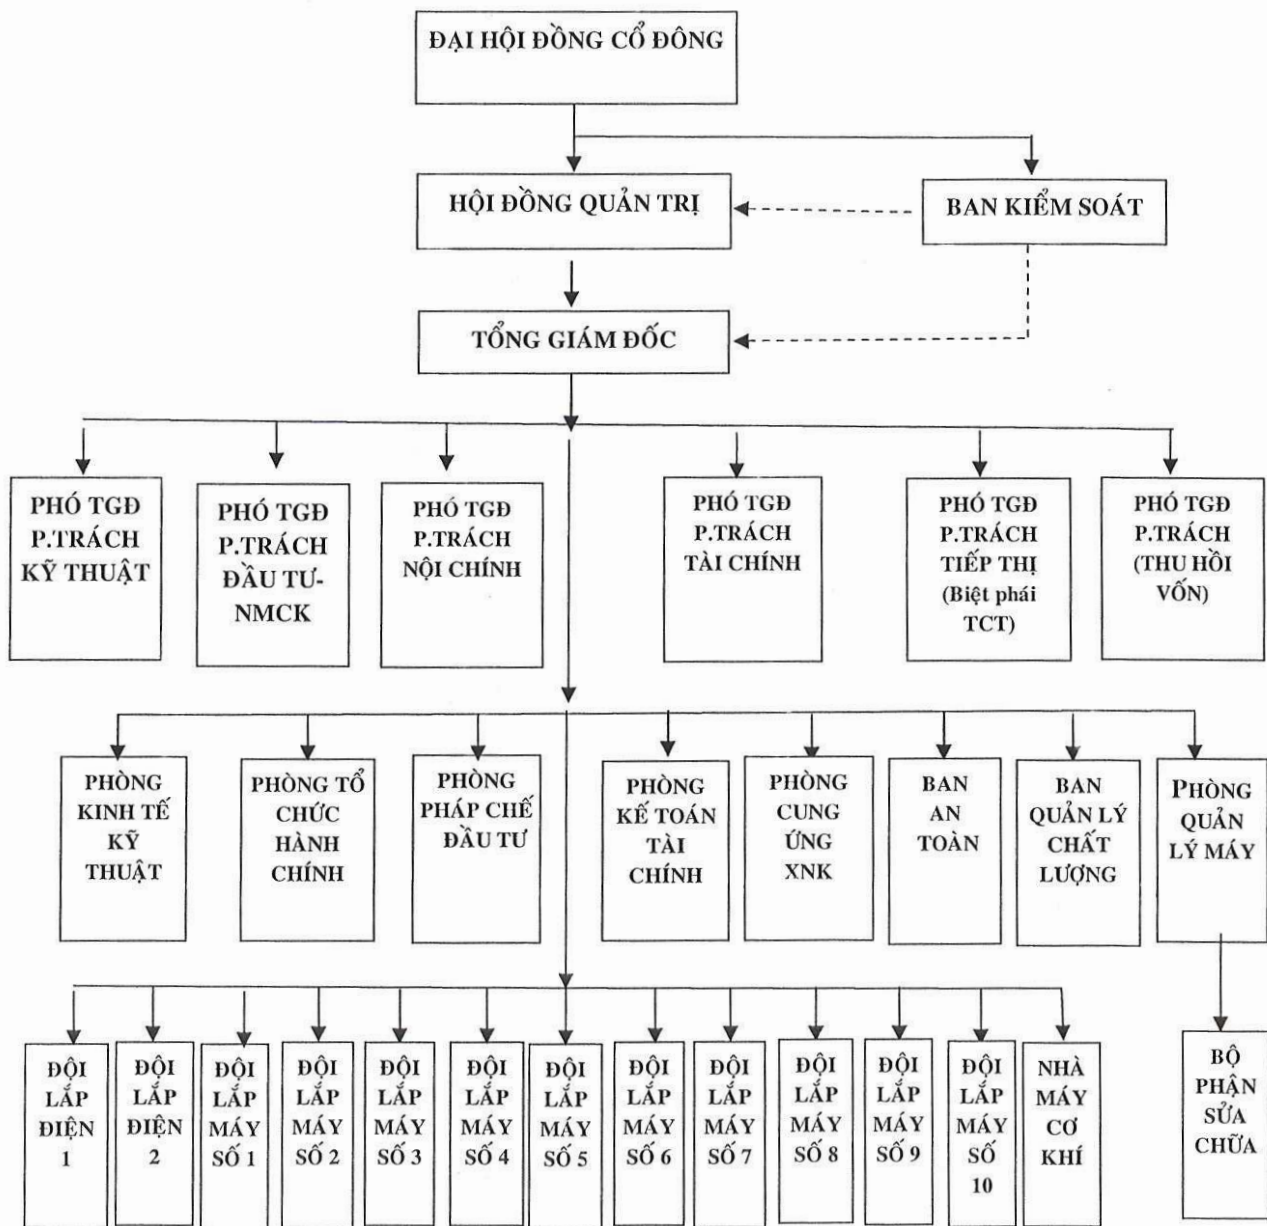 ĐẠI HỘI ĐỒNG CỔ ĐÔNG
HỘI ĐỒNG QUẢN TRỊ
BAN KIỂM SOÁT
TỔNG GIÁM ĐỐC
PHÓ TGĐ
P.TRÁCH
KỸ THUẬT
PHÓ TGĐ
P.TRÁCH
ĐẦU TƯ-
NMCK
PHÓ TGĐ
P.TRÁCH
NỘI CHÍNH
PHÓ TGĐ
P.TRÁCH
TÀI CHÍNH
PHÓ TGĐ
P.TRÁCH
TIẾP THỊ
(Biệt phái
TCT)
PHÓ TGĐ
P.TRÁCH
(THU HỒI
VỐN)
PHÒNG
KINH TẾ
KỸ
THUẬT
PHÒNG TỔ
CHỨC
HÀNH
CHÍNH
PHÒNG
PHÁP CHẾ
ĐẦU TƯ
PHÒNG
KẾ TOÁN
TÀI
CHÍNH
PHÒNG
CUNG
ỨNG
XNK
BAN
AN
TOÀN
BAN
QUẢN LÝ
CHẤT
LƯỢNG
PHÒNG
QUẢN
LÝ MÁY
ĐỘI
LẮP
ĐIỆN
1
ĐỘI
LẮP
ĐIỆN
2
ĐỘI
LẮP
MÁY
SỐ 1
ĐỘI
LẮP
MÁY
SỐ 2
ĐỘI
LẮP
MÁY
SỐ 3
ĐỘI
LẮP
MÁY
SỐ 4
ĐỘI
LẮP
MÁY
SỐ 5
ĐỘI
LẮP
MÁY
SỐ 6
ĐỘI
LẮP
MÁY
SỐ 7
ĐỘI
LẮP
MÁY
SỐ 8
ĐỘI
LẮP
MÁY
SỐ 9
ĐỘI
LẮP
MÁY
SỐ
10
NHÀ
MÁY
CƠ
KHÍ
BỘ
PHẬN
SỬA
CHỮA